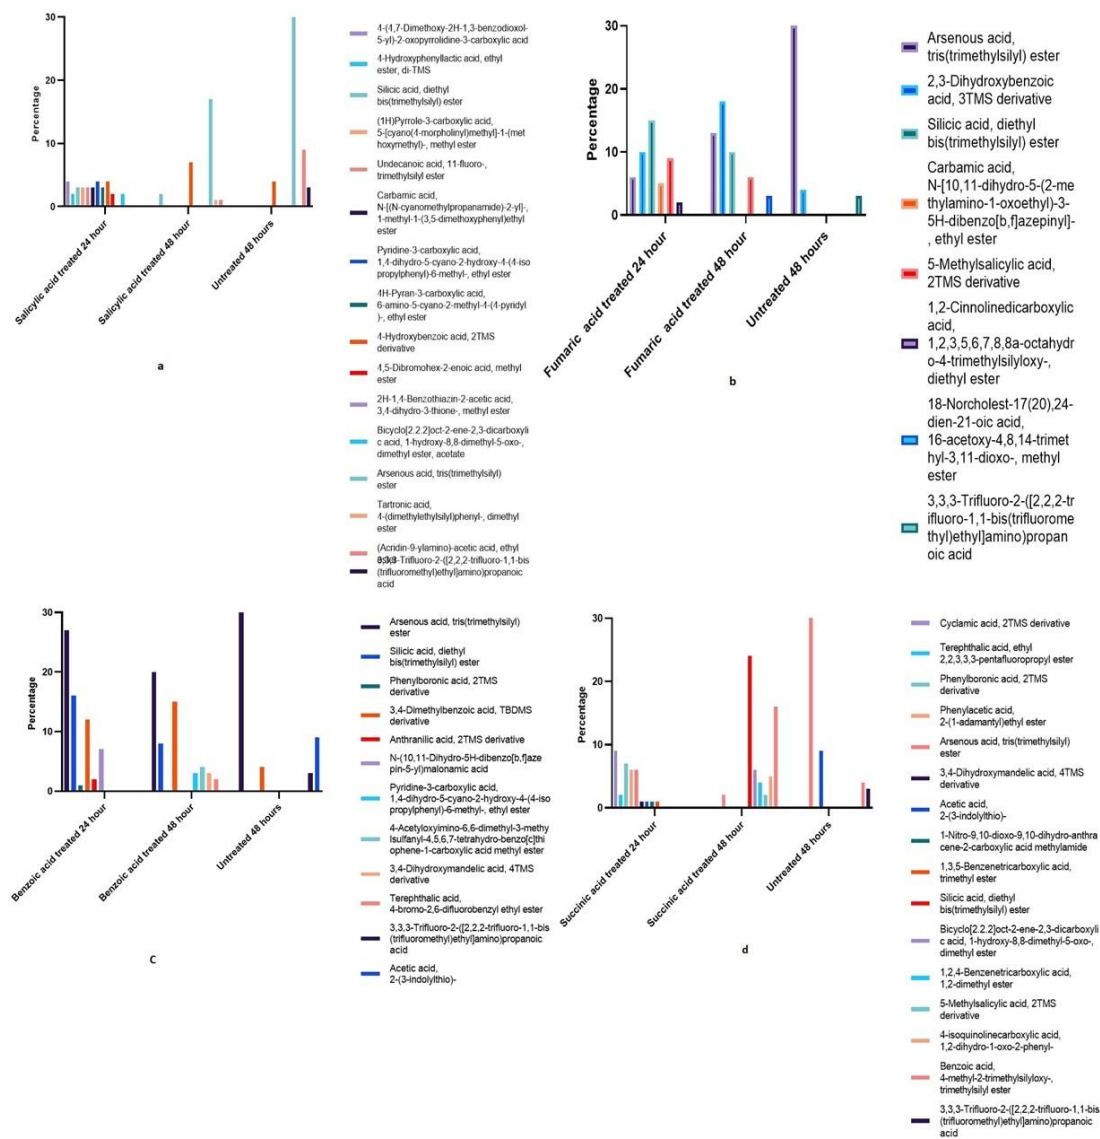 30
20
10
0
Percentage
Salicylic acid treated 24 hour
Salicylic acid treated 48 hour
Untreated 48 hours
a
4-(4,7-Dimethoxy-2H-1,3-benzodioxol-
5-yl)-2-oxopyrrolidine-3-carboxylic acid
4-Hydroxyphenyllactic acid, ethyl
ester, di-TMS
Silicic acid, diethyl
bis(trimethylsilyl) ester
(1H)Pyrrole-3-carboxylic acid,
5-[cyano(4-morpholinyl)methyl]-1-(met
hoxymethyl)-, methyl ester
Undecanoic acid, 11-fluoro-,
trimethylsilyl ester
Carbamic acid,
N-[(N-cyanomethylpropanamide)-2-yl]-,
1-methyl-1-(3,5-dimethoxyphenyl)ethyl
ester
Pyridine-3-carboxylic acid,
1,4-dihydro-5-cyano-2-hydroxy-4-(4-iso
propylphenyl)-6-methyl-, ethyl ester
4H-Pyran-3-carboxylic acid,
6-amino-5-cyano-2-methyl-4-(4-pyridyl
)-, ethyl ester
4-Hydroxybenzoic acid, 2TMS
derivative
4,5-Dibromohex-2-enoic acid, methyl
ester
2H-1,4-Benzothiazin-2-acetic acid,
3,4-dihydro-3-thione-, methyl ester
Bicyclo[2.2.2]oct-2-ene-2,3-dicarboxyli
c acid, 1-hydroxy-8,8-dimethyl-5-oxo-,
dimethyl ester, acetate
Arsenous acid, tris(trimethylsilyl)
ester
Tartronic acid,
4-(dimethylethylsilyl)phenyl-, dimethyl
ester
(Acridin-9-ylamino)-acetic acid, ethyl
3,3,3-Trifluoro-2-([2,2,2-trifluoro-1,1-bis
(trifluoromethyl)ethyl]amino)propanoic
acid
30
20
10
0
Percentage
Fumaric acid treated 24 hour
Fumaric acid treated 48 hour
Untreated 48 hours
b
Arsenous acid,
tris(trimethylsilyl) ester
2,3-Dihydroxybenzoic
acid, 3TMS derivative
Silicic acid, diethyl
bis(trimethylsilyl) ester
Carbamic acid,
N-[10,11-dihydro-5-(2-me
thylamino-1-oxoethyl)-3-
5H-dibenzo[b,f]azepinyl]-
, ethyl ester
5-Methylsalicylic acid,
2TMS derivative
1,2-Cinnolinedicarboxylic
acid,
1,2,3,5,6,7,8,8a-octahydr
o-4-trimethylsilyloxy-,
diethyl ester
18-Norcholest-17(20),24-
dien-21-oic acid,
16-acetoxy-4,8,14-trimet
hyl-3,11-dioxo-, methyl
ester
3,3,3-Trifluoro-2-([2,2,2-tr
ifluoro-1,1-bis(trifluorome
thyl)ethyl]amino)propan
oic acid
30
20
10
0
Percentage
Benzoic acid treated 24 hour
Benzoic acid treated 48 hour
Untreated 48 hours
C
Arsenous acid, tris(trimethylsilyl)
ester
Silicic acid, diethyl
bis(trimethylsilyl) ester
Phenylboronic acid, 2TMS
derivative
3,4-Dimethylbenzoic acid, TBDMS
derivative
Anthranilic acid, 2TMS derivative
N-(10,11-Dihydro-5H-dibenzo[b,f]aze
pin-5-yl)malonamic acid
Pyridine-3-carboxylic acid,
1,4-dihydro-5-cyano-2-hydroxy-4-(4-iso
propylphenyl)-6-methyl-, ethyl ester
4-Acetyloxyimino-6,6-dimethyl-3-methy
lsulfanyl-4,5,6,7-tetrahydro-benzo[c]thi
ophene-1-carboxylic acid methyl ester
3,4-Dihydroxymandelic acid, 4TMS
derivative
Terephthalic acid,
4-bromo-2,6-difluorobenzyl ethyl ester
3,3,3-Trifluoro-2-([2,2,2-trifluoro-1,1-bis
(trifluoromethyl)ethyl]amino)propanoic
acid
Acetic acid,
2-(3-indolylthio)-
30
20
10
0
Percentage
Succinic acid treated 24 hour
Succinic acid treated 48 hour
Untreated 48 hours
d
Cyclamic acid, 2TMS derivative
Terephthalic acid, ethyl
2,2,3,3,3-pentafluoropropyl ester
Phenylboronic acid, 2TMS
derivative
Phenylacetic acid,
2-(1-adamantyl)ethyl ester
Arsenous acid, tris(trimethylsilyl)
ester
3,4-Dihydroxymandelic acid, 4TMS
derivative
Acetic acid,
2-(3-indolylthio)-
1-Nitro-9,10-dioxo-9,10-dihydro-anthra
cene-2-carboxylic acid methylamide
1,3,5-Benzenetricarboxylic acid,
trimethyl ester
Silicic acid, diethyl
bis(trimethylsilyl) ester
Bicyclo[2.2.2]oct-2-ene-2,3-dicarboxyli
c acid, 1-hydroxy-8,8-dimethyl-5-oxo-,
dimethyl ester
1,2,4-Benzenetricarboxylic acid,
1,2-dimethyl ester
5-Methylsalicylic acid, 2TMS
derivative
4-isoquinolinecarboxylic acid,
1,2-dihydro-1-oxo-2-phenyl-
Benzoic acid,
4-methyl-2-trimethylsilyloxy-,
trimethylsilyl ester
3,3,3-Trifluoro-2-([2,2,2-trifluoro-1,1-bis
(trifluoromethyl)ethyl]amino)propanoic
acid